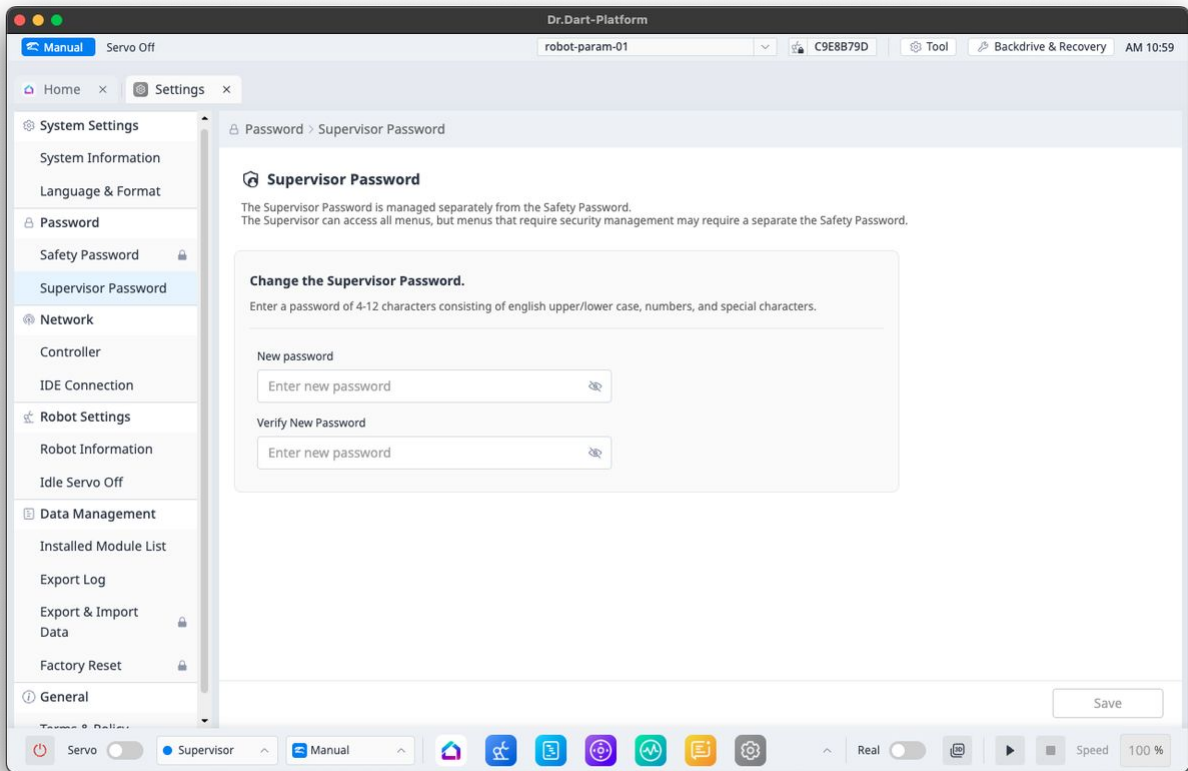 Dr.Dart-Platform
Manual
Servo Off
robot-param-01
C9E8B79D
Tool
Backdrive & Recovery
AM 10:59
Home
Settings
System Settings
System Information
Language & Format
Password
Safety Password
Supervisor Password
Network
Controller
IDE Connection
Robot Settings
Robot Information
Idle Servo Off
Data Management
Installed Module List
Export Log
Export & Import
Data
Factory Reset
General
Terms & Policy
Password > Supervisor Password
Supervisor Password
The Supervisor Password is managed separately from the Safety Password.
The Supervisor can access all menus, but menus that require security management may require a separate the Safety Password.
Change the Supervisor Password.
Enter a password of 4-12 characters consisting of english upper/lower case, numbers, and special characters.
New password
Enter new password
Verify New Password
Enter new password
Save
Servo
Supervisor
Manual
Real
3D
Speed
100 %